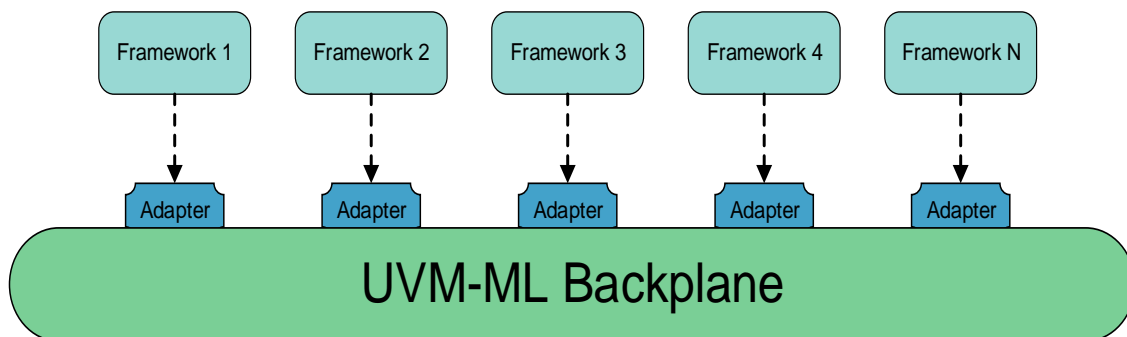 Framework 1 Framework 2 Framework 3 Framework 4 Framework N
Adapter Adapter Adapter Adapter Adapter
UVM-ML Backplane